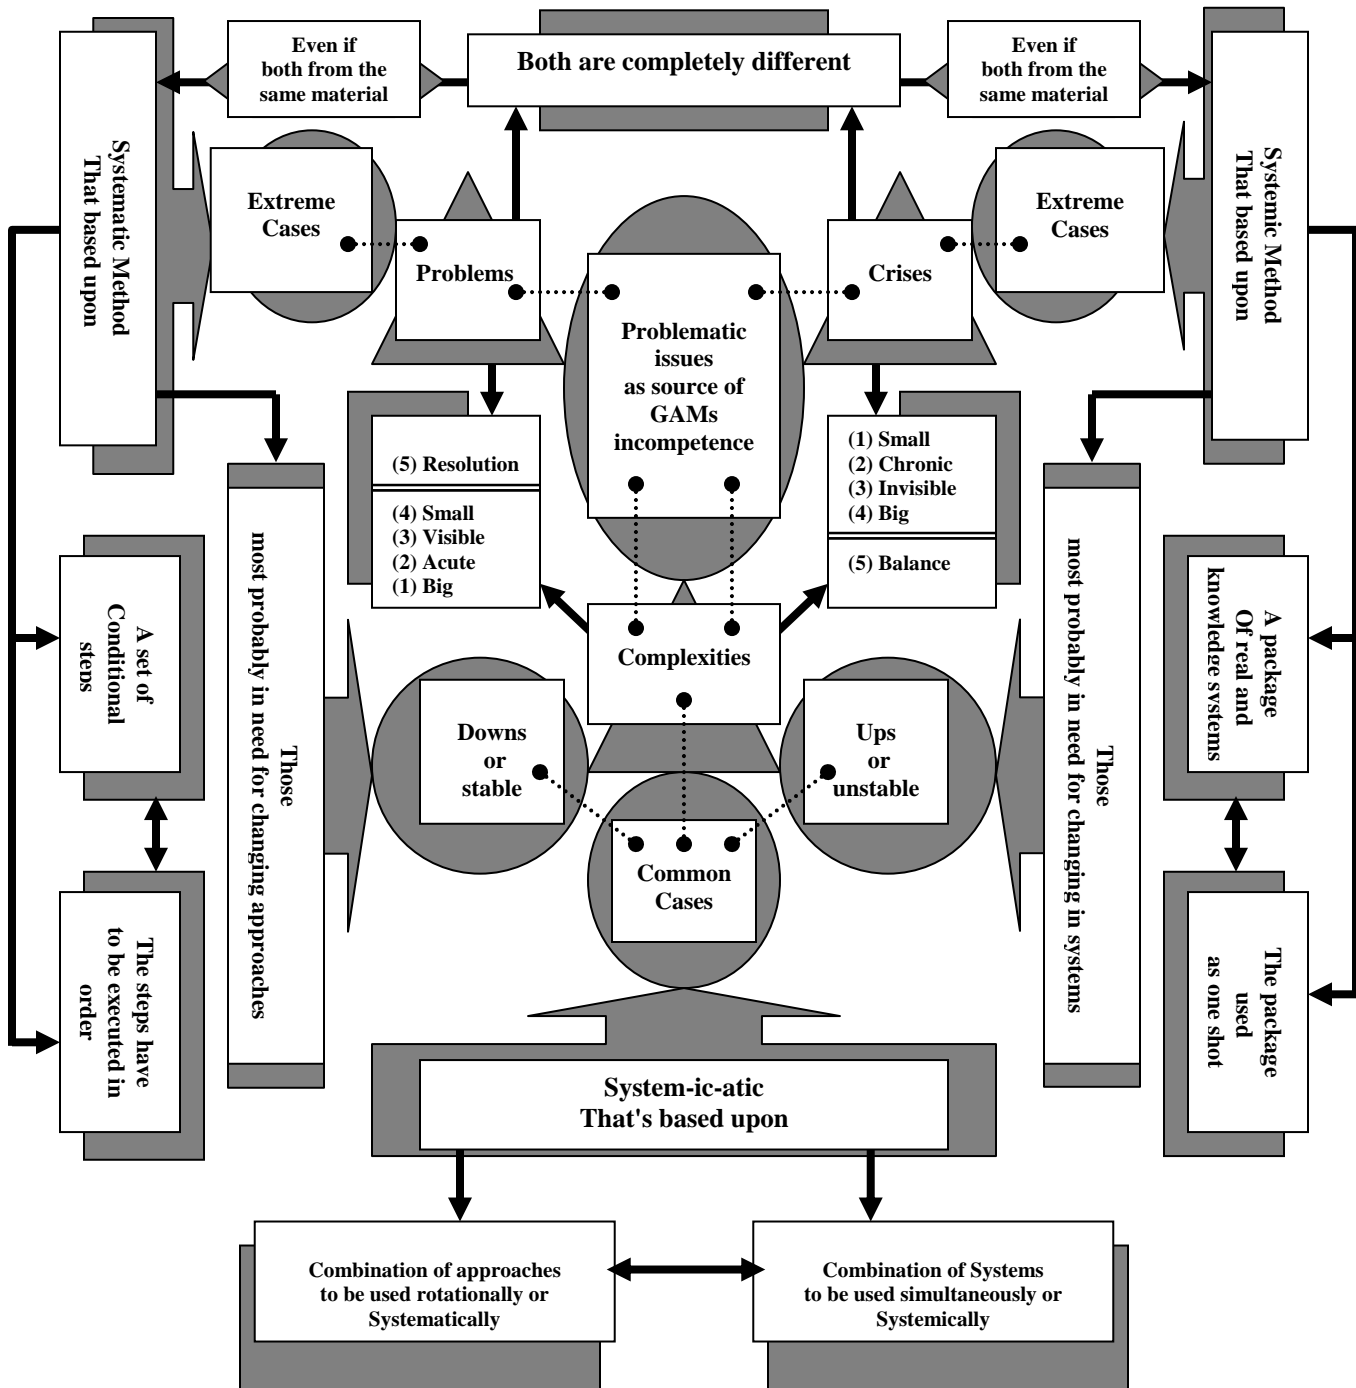 Even if
both from the
same material
Both are completely different
Even if
both from the
same material
Systematic Method
That based upon
Extreme
Cases
Problems
Problematic
issues
as source of
GAMs
incompetence
Crises
Extreme
Cases
Systemic Method
That based upon
(5) Resolution
(4) Small
(3) Visible
(2) Acute
(1) Big
(1) Small
(2) Chronic
(3) Invisible
(4) Big
(5) Balance
Those
most probably in need for changing approaches
Those
most probably in need for changing in systems
A set of
Conditional
steps
Complexities
A package
Of real and
knowledge systems
Downs
or
stable
Ups
or
unstable
Common
Cases
The steps have
to be executed in
order
The package
used
as one shot
System-ic-atic
That's based upon
Combination of approaches
to be used rotationally or
Systematically
Combination of Systems
to be used simultaneously or
Systemically